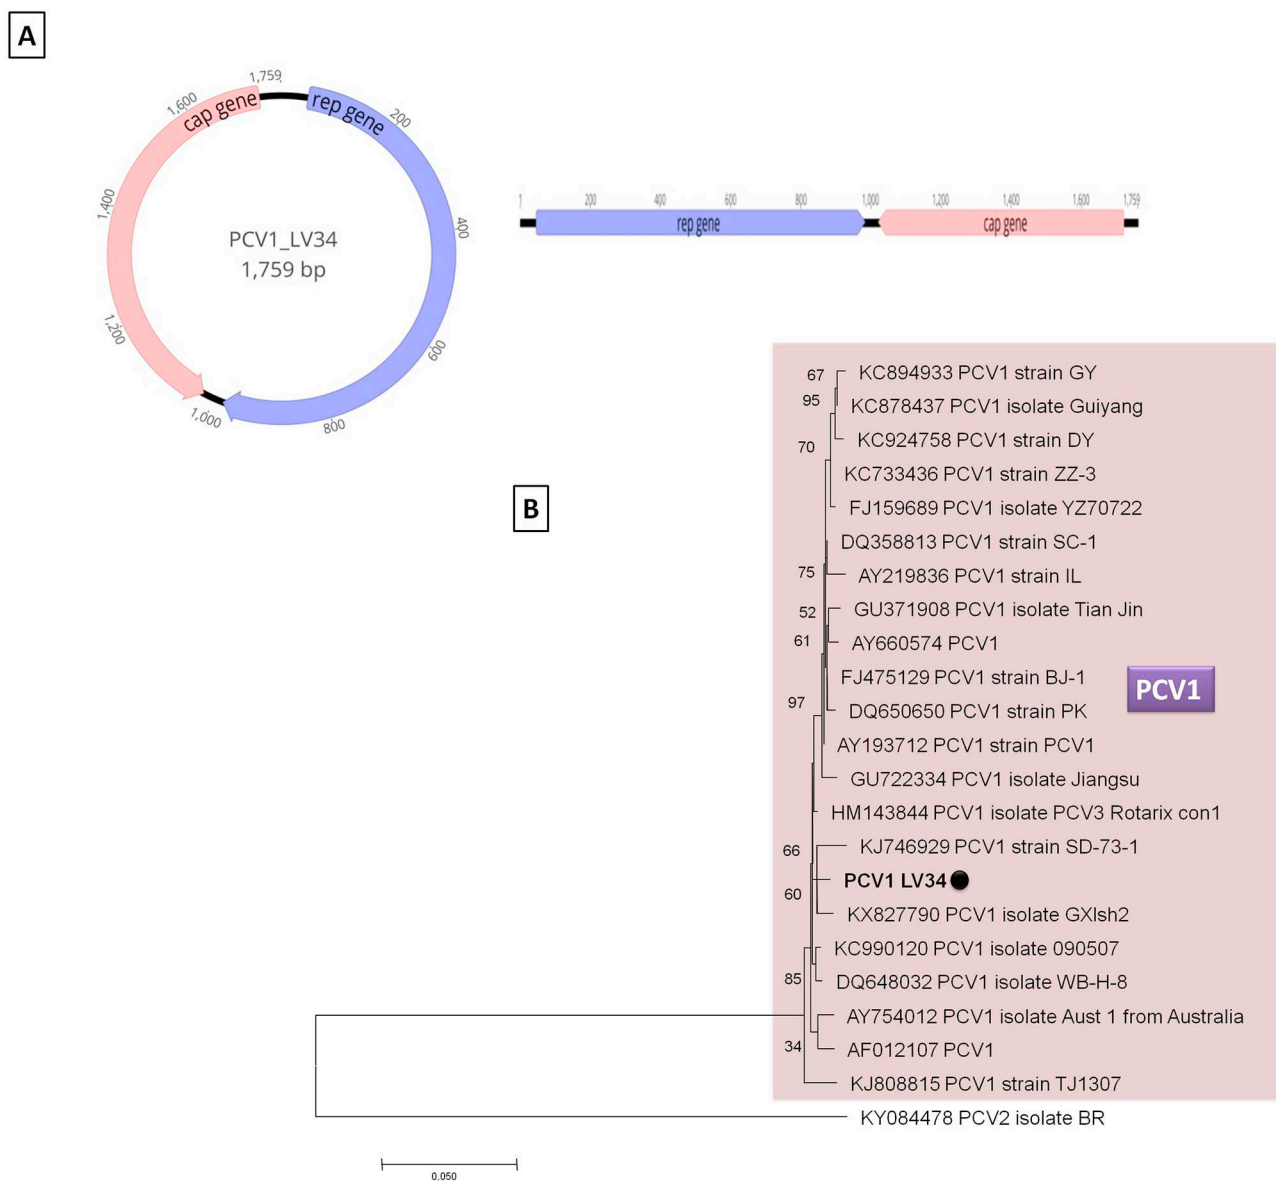 A
1,759
1,600
cap gene
rep gene
200
1,400
400
PCV1_LV34
1,759 bp
1,200
600
1,000
800
1
200
400
600
800
1,000
1,200
1,400
1,600
1,759
rep gene
cap gene
B
67
KC894933 PCV1 strain GY
95
KC878437 PCV1 isolate Guiyang
KC924758 PCV1 strain DY
70
KC733436 PCV1 strain ZZ-3
FJ159689 PCV1 isolate YZ70722
DQ358813 PCV1 strain SC-1
75
AY219836 PCV1 strain IL
52
GU371908 PCV1 isolate Tian Jin
61
AY660574 PCV1
FJ475129 PCV1 strain BJ-1
PCV1
97
DQ650650 PCV1 strain PK
AY193712 PCV1 strain PCV1
GU722334 PCV1 isolate Jiangsu
HM143844 PCV1 isolate PCV3 Rotarix con1
66
KJ746929 PCV1 strain SD-73-1
PCV1 LV34
60
KX827790 PCV1 isolate GXlsh2
KC990120 PCV1 isolate 090507
85
DQ648032 PCV1 isolate WB-H-8
AY754012 PCV1 isolate Aust 1 from Australia
34
AF012107 PCV1
KJ808815 PCV1 strain TJ1307
KY084478 PCV2 isolate BR
0.050